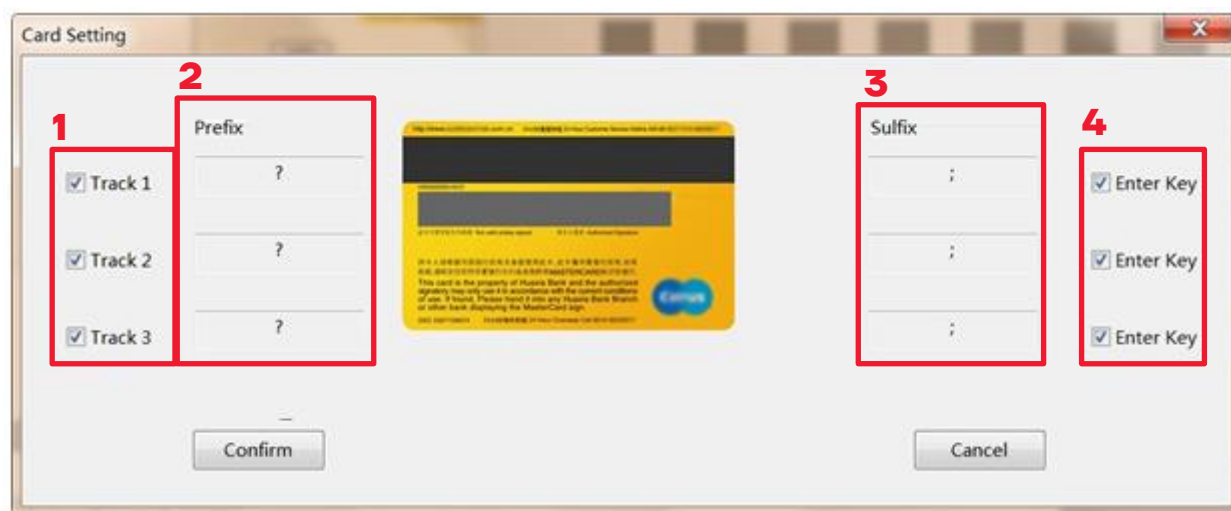 Card Setting
X
1
2
3
4
Prefix
Sulfix
Track 1
?
;
Enter Key
Track 2
?
;
Enter Key
Track 3
?
;
Enter Key
This card is the property of Huaxia Bank and the authorized
signatory may only use it in accordance with the current conditions
of use. If found, Please hand it into any Huaxia Bank Branch
or other bank displaying the MasterCard sign.
Cirrus
Confirm
Cancel